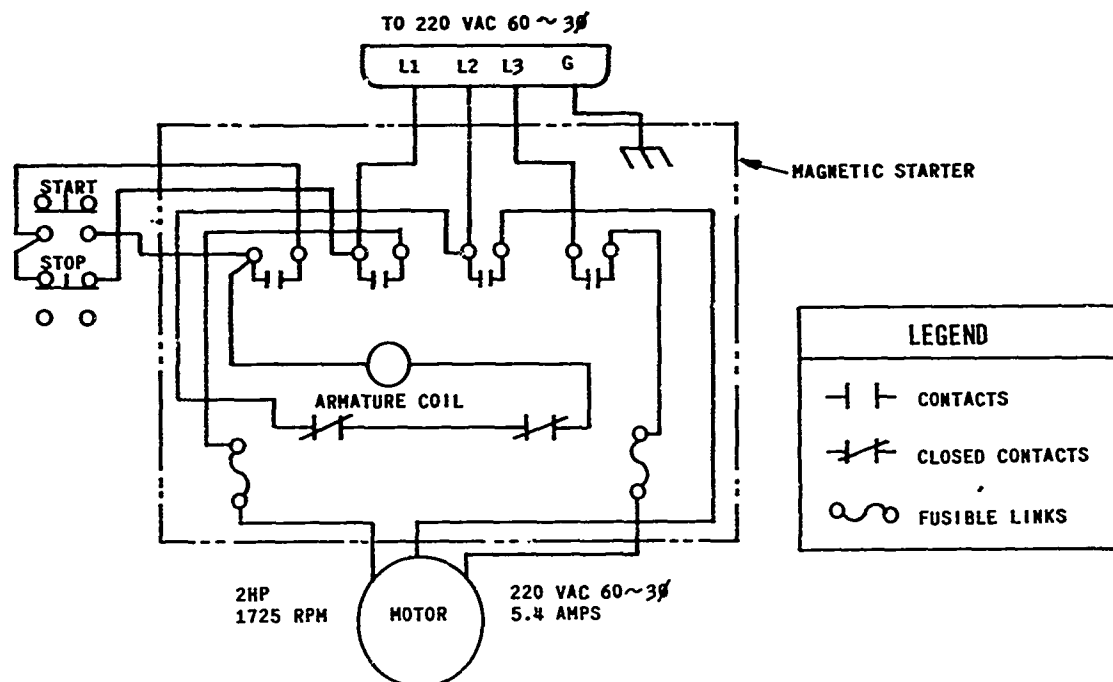 TO 220 VAC 60 ~ 3Ø
L1 L2 L3 G
MAGNETIC STARTER
START
STOP
ARMATURE COIL
LEGEND
CONTACTS
CLOSED CONTACTS
FUSIBLE LINKS
2HP
1725 RPM
MOTOR
220 VAC 60~3Ø
5.4 AMPS